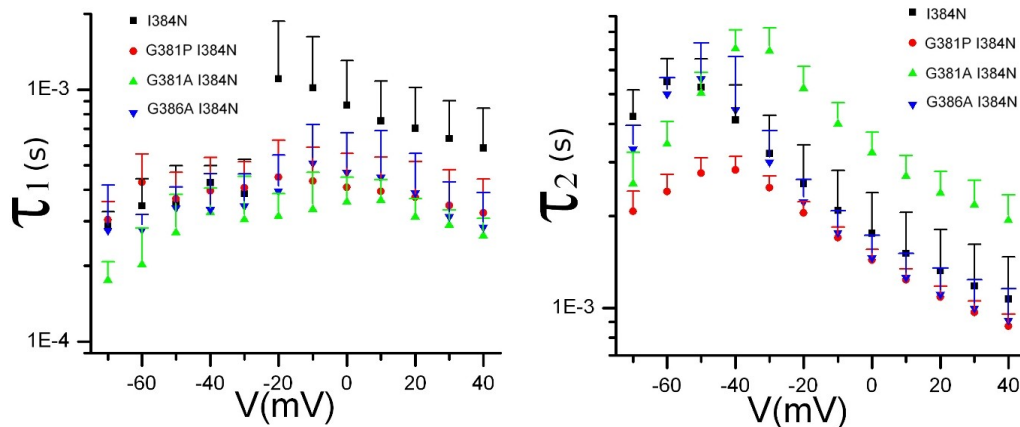 I384N
G381P I384N
G381A I384N
G386A I384N
1E-3
1E-4
τ1 (s)
-60 -40 -20 0 20 40
V(mV)
I384N
G381P I384N
G381A I384N
G386A I384N
1E-3
τ2 (s)
-60 -40 -20 0 20 40
V(mV)